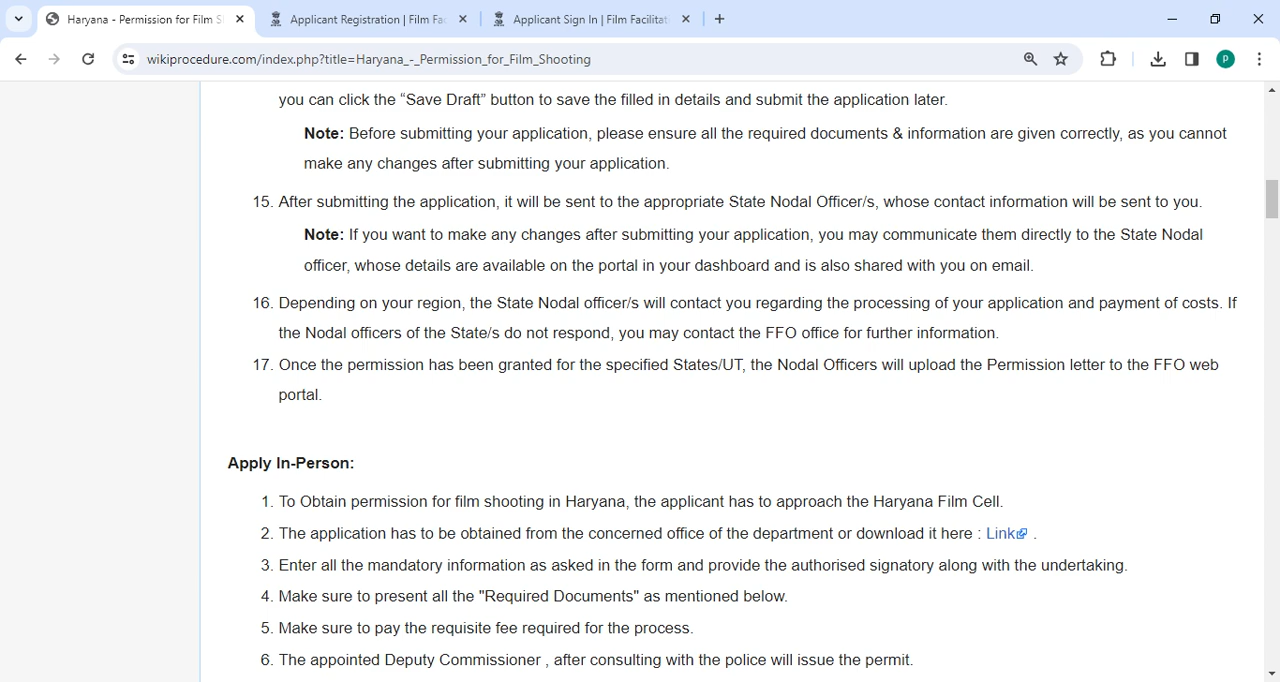 Haryana - Permission for Film S
Applicant Registration | Film Fac
Applicant Sign In | Film Facilitat
wikiprocedure.com/index.php?title=Haryana_-_Permission_for_Film_Shooting
P
you can click the “Save Draft” button to save the filled in details and submit the application later.
Note: Before submitting your application, please ensure all the required documents & information are given correctly, as you cannot
make any changes after submitting your application.
15. After submitting the application, it will be sent to the appropriate State Nodal Officer/s, whose contact information will be sent to you.
Note: If you want to make any changes after submitting your application, you may communicate them directly to the State Nodal
officer, whose details are available on the portal in your dashboard and is also shared with you on email.
16. Depending on your region, the State Nodal officer/s will contact you regarding the processing of your application and payment of costs. If
the Nodal officers of the State/s do not respond, you may contact the FFO office for further information.
17. Once the permission has been granted for the specified States/UT, the Nodal Officers will upload the Permission letter to the FFO web
portal.
Apply In-Person:
1. To Obtain permission for film shooting in Haryana, the applicant has to approach the Haryana Film Cell.
2. The application has to be obtained from the concerned office of the department or download it here : Link .
3. Enter all the mandatory information as asked in the form and provide the authorised signatory along with the undertaking.
4. Make sure to present all the "Required Documents" as mentioned below.
5. Make sure to pay the requisite fee required for the process.
6. The appointed Deputy Commissioner , after consulting with the police will issue the permit.